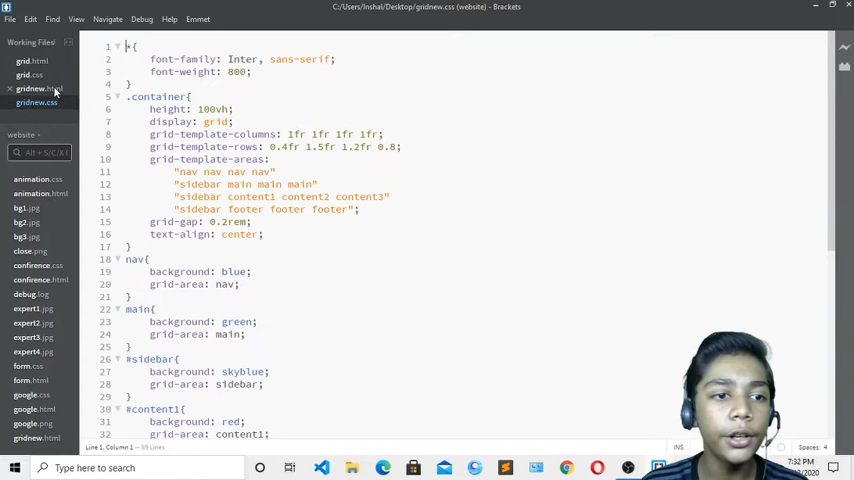 C:/Users/Inshal/Desktop/gridnew.css (website) - Brackets
File Edit Find View Navigate Debug Help Emmet
Working Files
grid.html
grid.css
gridnew.html
gridnew.css
website
Alt + S/C/X
animation.css
animation.html
bg1.jpg
bg2.jpg
bg3.jpg
close.png
confirence.css
confirence.html
debug.log
expert1.jpg
expert2.jpg
expert3.jpg
expert4.jpg
form.css
form.html
google.css
google.html
google.png
gridnew.html
1 *{
2 font-family: Inter, sans-serif;
3 font-weight: 800;
4 }
5 .container{
6 height: 100vh;
7 display: grid;
8 grid-template-columns: 1fr 1fr 1fr 1fr;
9 grid-template-rows: 0.4fr 1.5fr 1.2fr 0.8;
10 grid-template-areas:
11 "nav nav nav nav"
12 "sidebar main main main"
13 "sidebar content1 content2 content3"
14 "sidebar footer footer footer";
15 grid-gap: 0.2rem;
16 text-align: center;
17 }
18 nav{
19 background: blue;
20 grid-area: nav;
21 }
22 main{
23 background: green;
24 grid-area: main;
25 }
26 #sidebar{
27 background: skyblue;
28 grid-area: sidebar;
29 }
30 #content1{
31 background: red;
32 grid-area: content1;
Line 1, Column 1 — 59 Lines
INS
Spaces: 4
Type here to search
7:32 PM
/2020